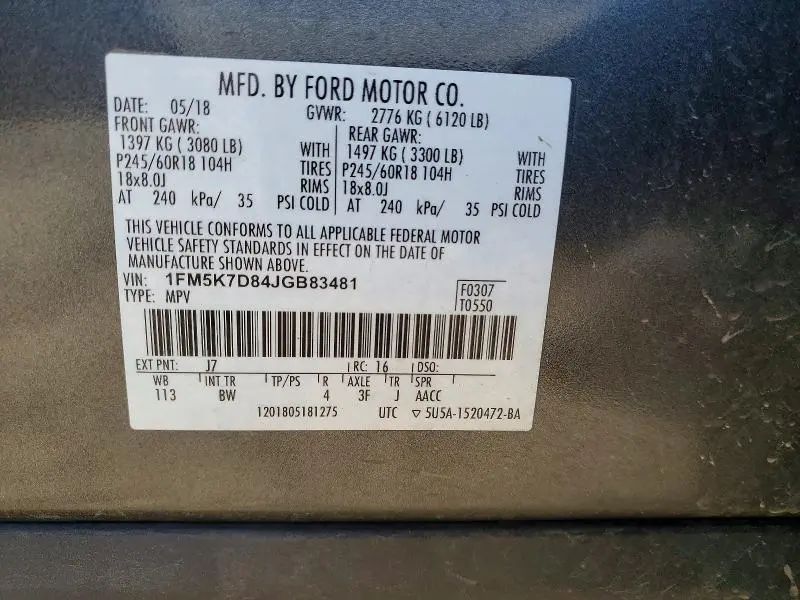 MFD. BY FORD MOTOR CO.
DATE: 05/18 GVWR: 2776 KG ( 6120 LB)
FRONT GAWR: REAR GAWR:
1397 KG ( 3080 LB) WITH 1497 KG ( 3300 LB) WITH
P245/60R18 104H TIRES P245/60R18 104H TIRES
18x8.0J RIMS 18x8.0J RIMS
AT 240 kPa/ 35 PSI COLD AT 240 kPa/ 35 PSI COLD
THIS VEHICLE CONFORMS TO ALL APPLICABLE FEDERAL MOTOR
VEHICLE SAFETY STANDARDS IN EFFECT ON THE DATE OF
MANUFACTURE SHOWN ABOVE.
VIN: 1FM5K7D84JGB83481 F0307
TYPE: MPV T0550
EXT PNT: J7 RC: 16 DSO:
WB INT TR TP/PS R AXLE TR SPR
113 BW 4 3F J AACC
1201805181275 UTC ▽ 5U5A-1520472-BA